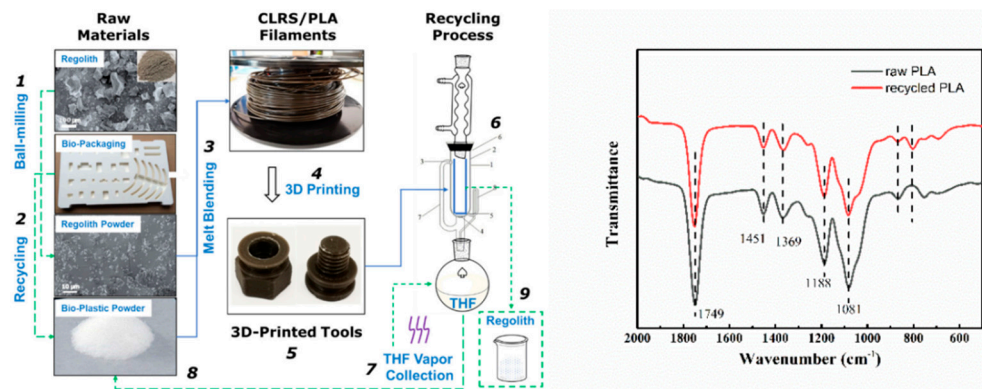 Raw
Materials
CLRS/PLA
Filaments
Recycling
Process
Regolith
1
Ball-milling
Bio-Packaging
2
Recycling
Regolith Powder
10 μm
Bio-Plastic Powder
3
Melt Blending
4
3D Printing
3D-Printed Tools
5
6
THF
7
THF Vapor
Collection
8
9
Regolith
raw PLA
recycled PLA
Transmittance
1749
1451
1369
1188
1081
2000 1800 1600 1400 1200 1000 800 600
Wavenumber (cm⁻¹)